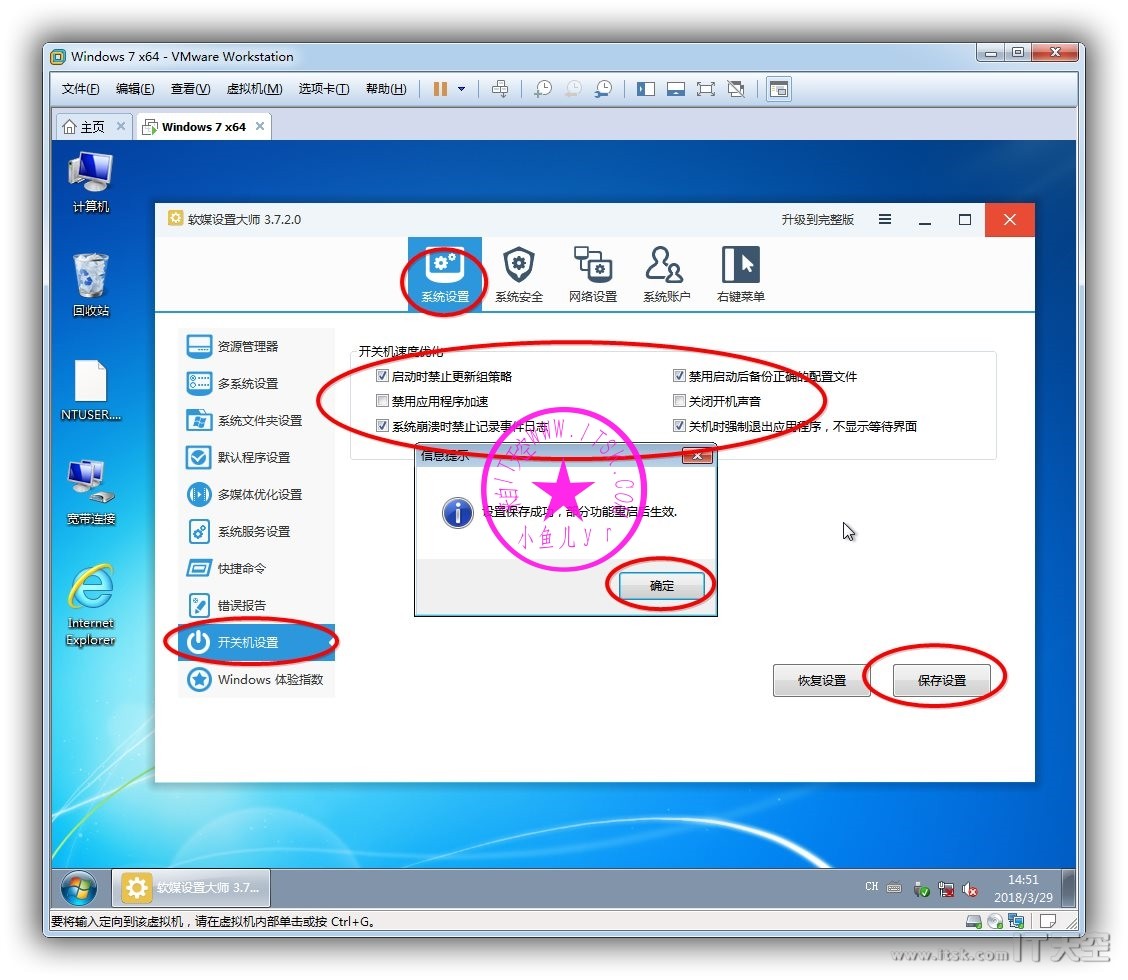 Windows 7 x64 - VMware Workstation
文件(F) 编辑(E) 查看(V) 虚拟机(M) 选项卡(T) 帮助(H)
主页 Windows 7 x64
计算机
回收站
NTUSER....
宽带连接
Internet
Explorer
软媒设置大师 3.7.2.0 升级到完整版
系统设置 系统安全 网络设置 系统账户 右键菜单
资源管理器
多系统设置
系统文件夹设置
默认程序设置
多媒体优化设置
系统服务设置
快捷命令
错误报告
开关机设置
Windows 体验指数
开关机速度优化
启动时禁止更新组策略 禁用启动后备份正确的配置文件
禁用应用程序加速 关闭开机声音
系统崩溃时禁止记录事件日志 关机时强制退出应用程序，不显示等待界面
信息提示
设置保存成功，部分功能重启后生效.
确定
来自IT天空WWW.ITSK.COM
小鱼儿yr
恢复设置 保存设置
软媒设置大师 3.7...
CH
14:51
2018/3/29
要将输入定向到该虚拟机，请在虚拟机内部单击或按 Ctrl+G。
www.itsk.com IT天空